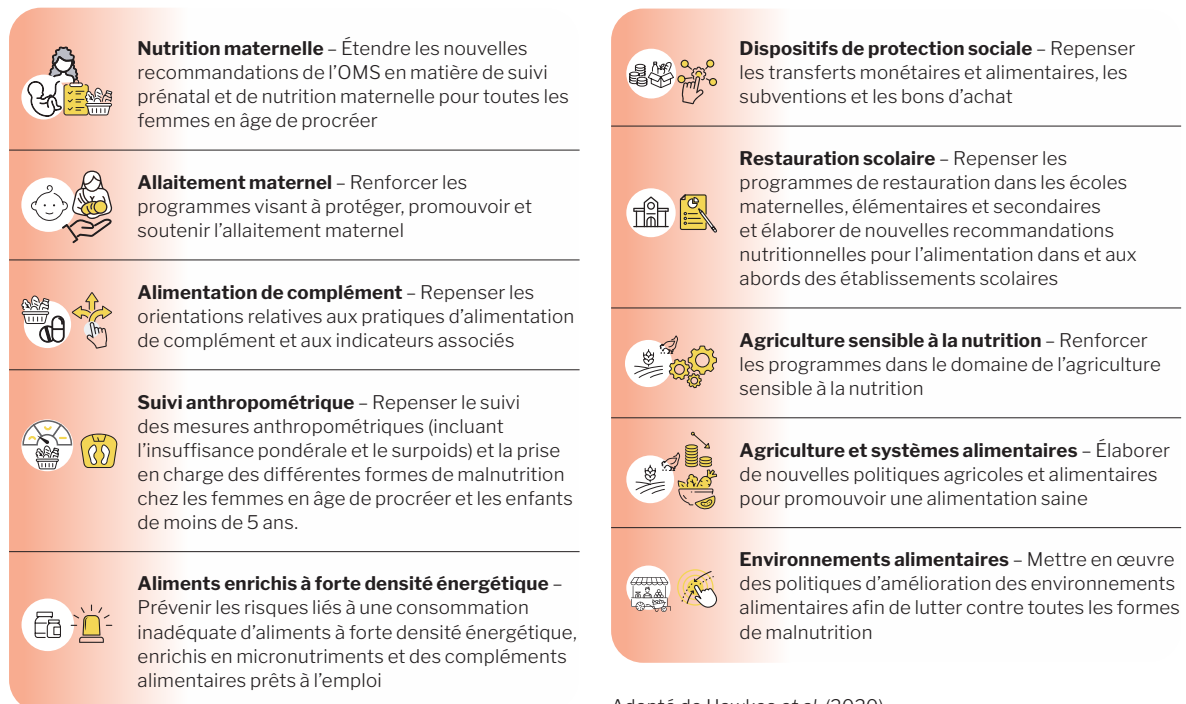 Nutrition maternelle – Étendre les nouvelles
recommandations de l’OMS en matière de suivi
prénatal et de nutrition maternelle pour toutes les
femmes en âge de procréer
Allaitement maternel – Renforcer les
programmes visant à protéger, promouvoir et
soutenir l’allaitement maternel
Alimentation de complément – Repenser les
orientations relatives aux pratiques d’alimentation
de complément et aux indicateurs associés
Suivi anthropométrique – Repenser le suivi
des mesures anthropométriques (incluant
l’insuffisance pondérale et le surpoids) et la prise
en charge des différentes formes de malnutrition
chez les femmes en âge de procréer et les enfants
de moins de 5 ans.
Aliments enrichis à forte densité énergétique –
Prévenir les risques liés à une consommation
inadéquate d’aliments à forte densité énergétique,
enrichis en micronutriments et des compléments
alimentaires prêts à l’emploi
Dispositifs de protection sociale – Repenser
les transferts monétaires et alimentaires, les
subventions et les bons d’achat
Restauration scolaire – Repenser les
programmes de restauration dans les écoles
maternelles, élémentaires et secondaires
et élaborer de nouvelles recommandations
nutritionnelles pour l’alimentation dans et aux
abords des établissements scolaires
Agriculture sensible à la nutrition – Renforcer
les programmes dans le domaine de l’agriculture
sensible à la nutrition
Agriculture et systèmes alimentaires – Élaborer
de nouvelles politiques agricoles et alimentaires
pour promouvoir une alimentation saine
Environnements alimentaires – Mettre en œuvre
des politiques d’amélioration des environnements
alimentaires afin de lutter contre toutes les formes
de malnutrition
Adapté de Hawkes et al. (2020)